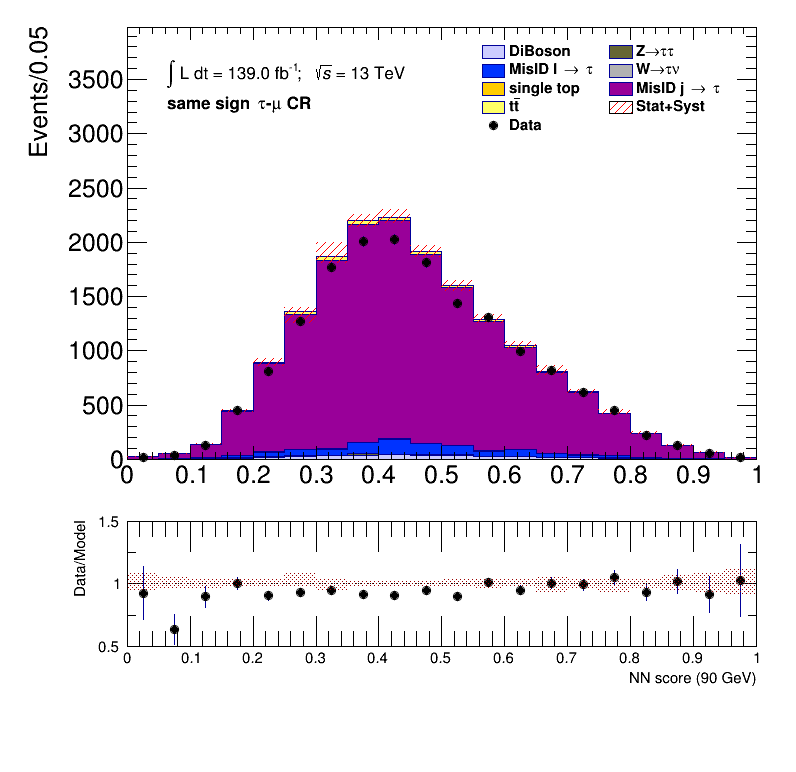 Events/0.05
3500
3000
2500
2000
1500
1000
500
0
∫ L dt = 139.0 fb⁻¹; √s = 13 TeV
same sign τ-μ CR
DiBoson
MisID l → τ
single top
tt̄
Data
Z→ττ
W→τν
MisID j → τ
Stat+Syst
0 0.1 0.2 0.3 0.4 0.5 0.6 0.7 0.8 0.9 1
Data/Model
1.5
1
0.5
0 0.1 0.2 0.3 0.4 0.5 0.6 0.7 0.8 0.9 1
NN score (90 GeV)